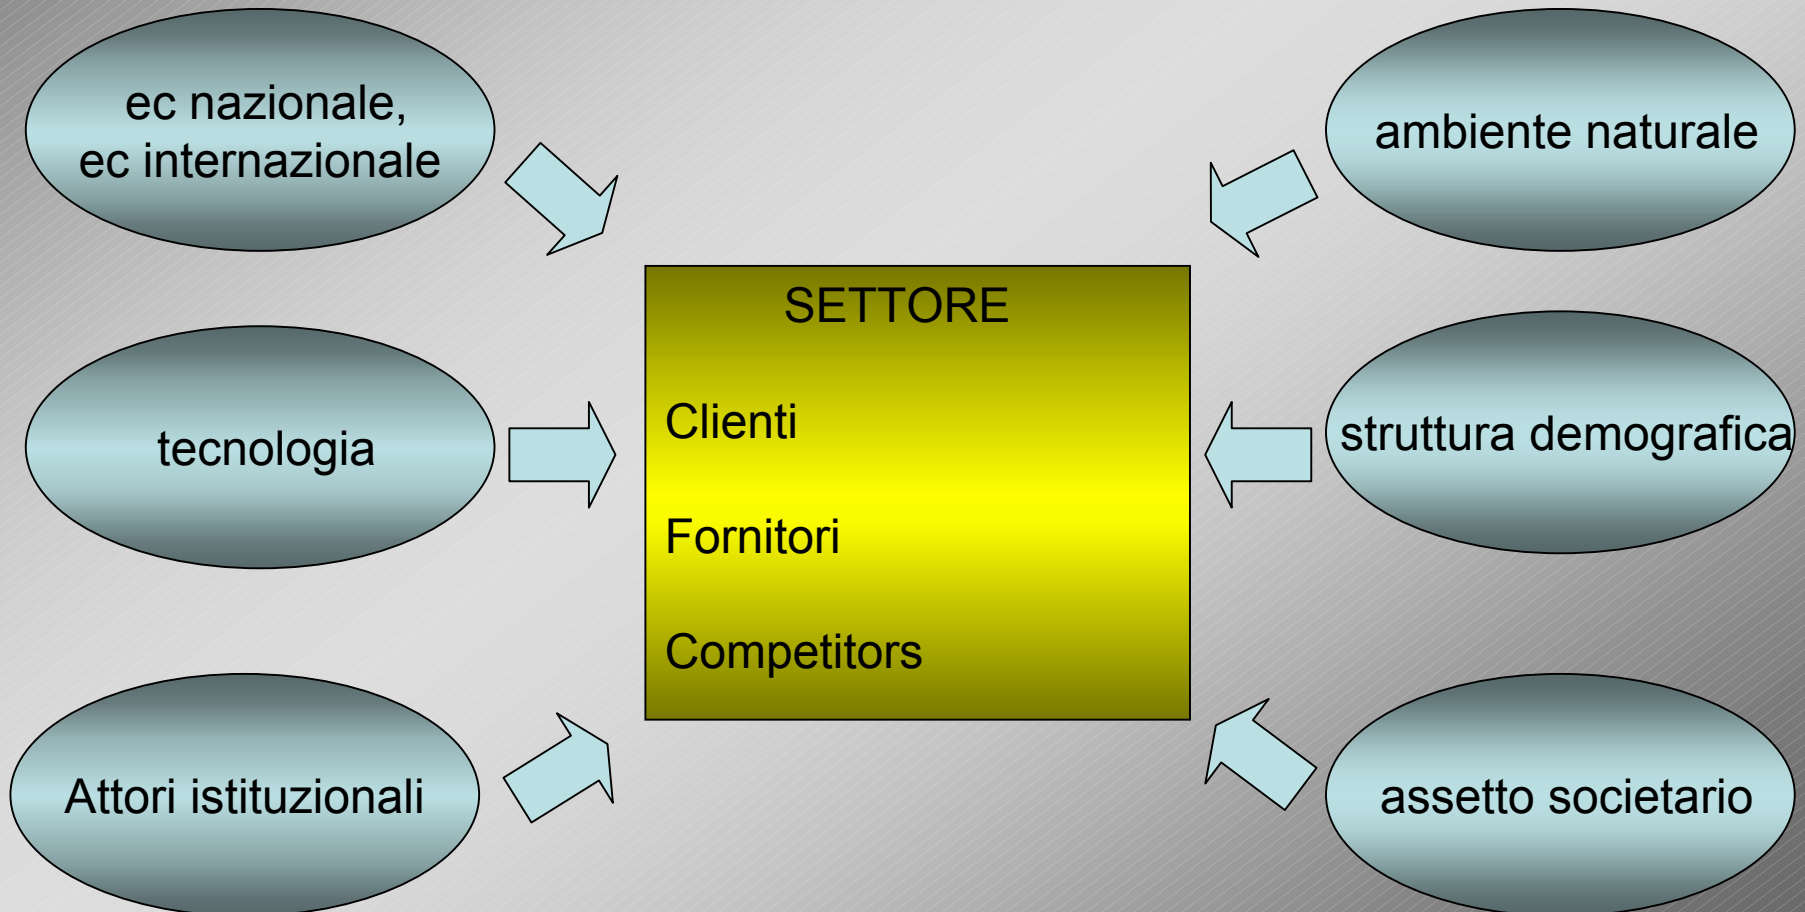 ec nazionale,
ec internazionale
ambiente naturale
SETTORE
Clienti
Fornitori
Competitors
tecnologia
struttura demografica
Attori istituzionali
assetto societario